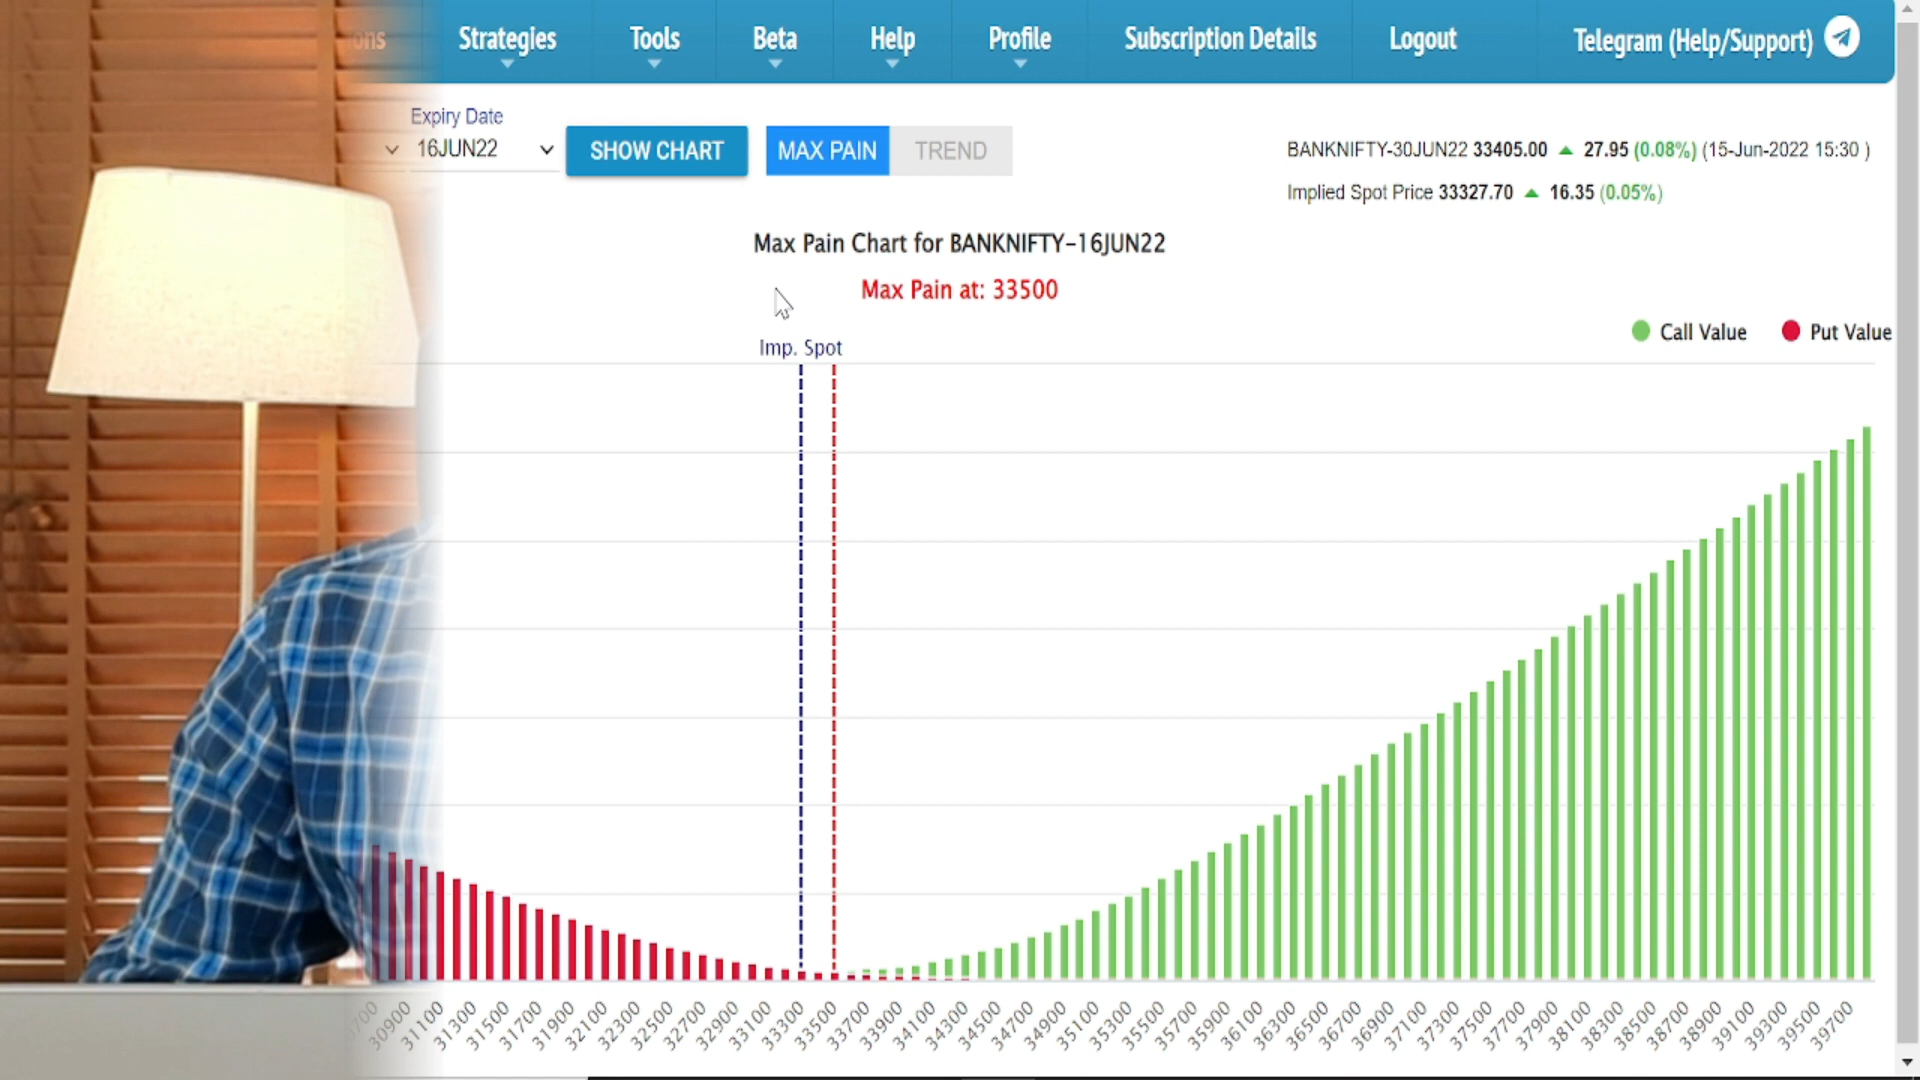 Strategies
Tools
Beta
Help
Profile
Subscription Details
Logout
Telegram (Help/Support)
Expiry Date
16JUN22
SHOW CHART
MAX PAIN
TREND
BANKNIFTY-30JUN22 33405.00 ▲ 27.95 (0.08%) (15-Jun-2022 15:30 )
Implied Spot Price 33327.70 ▲ 16.35 (0.05%)
Max Pain Chart for BANKNIFTY-16JUN22
Max Pain at: 33500
Imp. Spot
Call Value
Put Value
30900
31100
31300
31500
31700
31900
32100
32300
32500
32700
32900
33100
33300
33500
33700
33900
34100
34300
34500
34700
34900
35100
35300
35500
35700
35900
36100
36300
36500
36700
36900
37100
37300
37500
37700
37900
38100
38300
38500
38700
38900
39100
39300
39500
39700